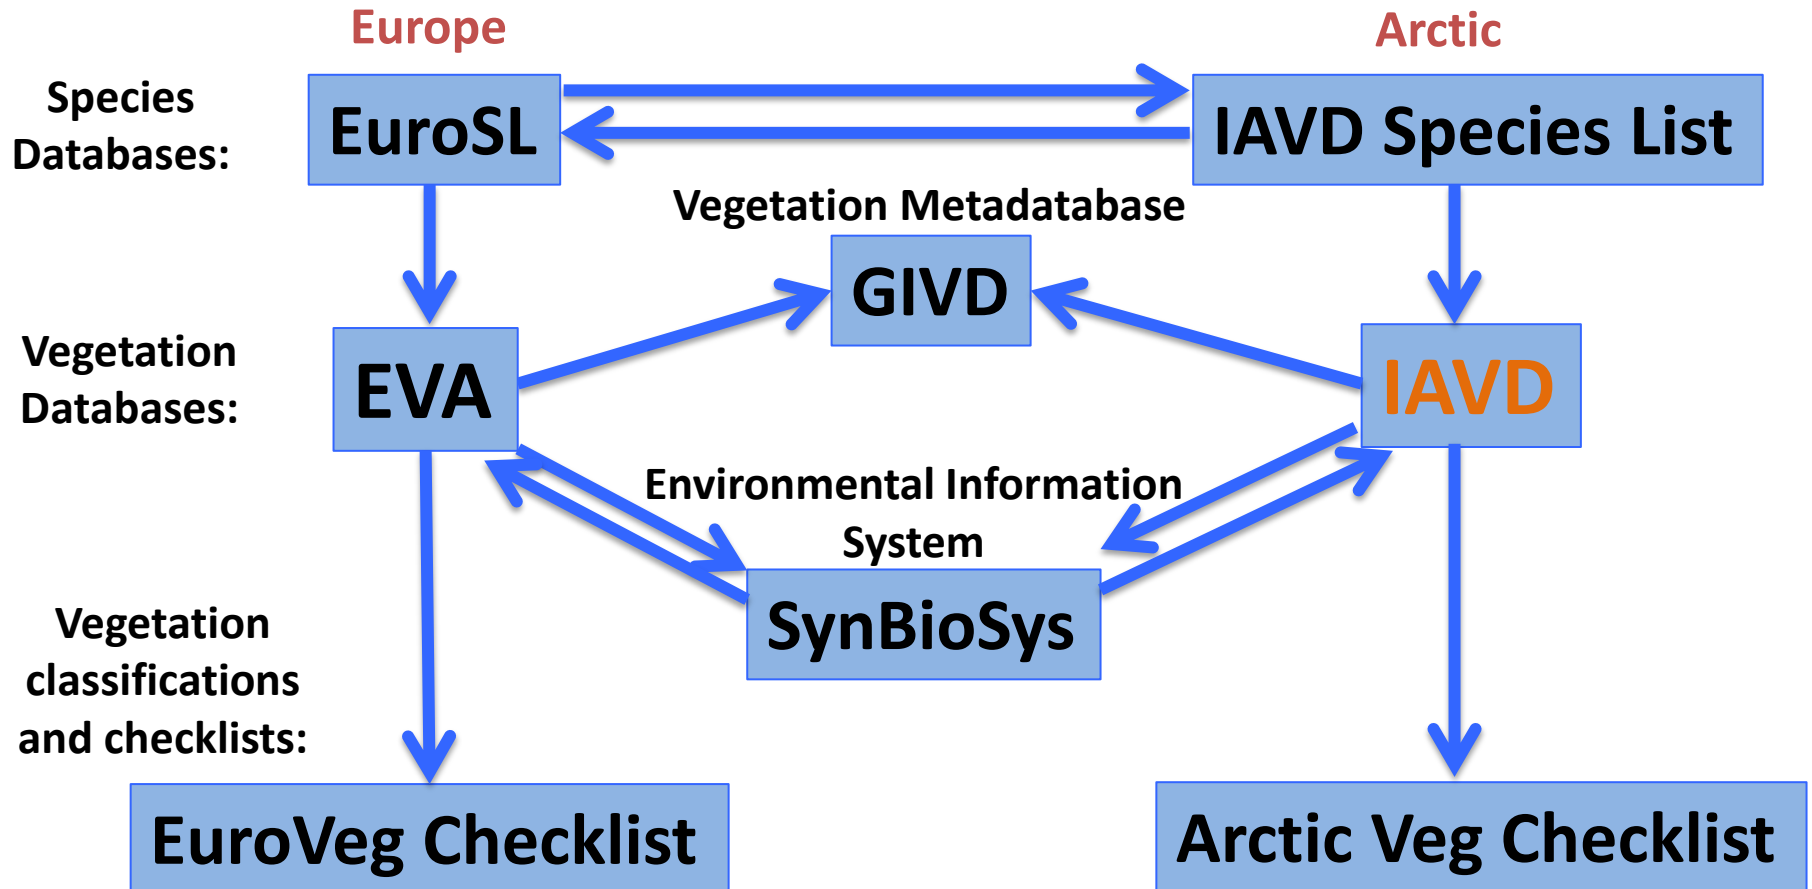 Europe
Arctic
Species
Databases:
EuroSL
IAVD Species List
Vegetation Metadatabase
GIVD
Vegetation
Databases:
EVA
IAVD
Environmental Information
System
SynBioSys
Vegetation
classifications
and checklists:
EuroVeg Checklist
Arctic Veg Checklist